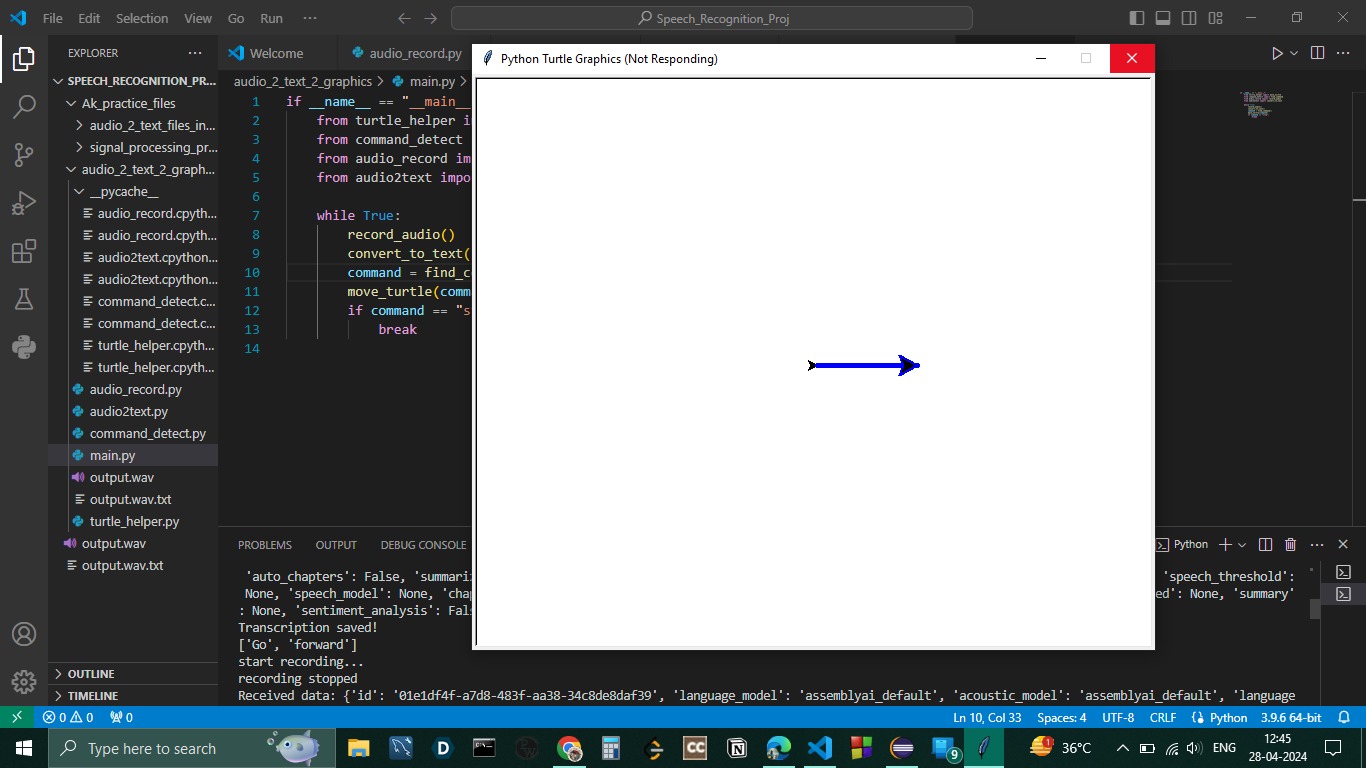 File Edit Selection View Go Run ··· Speech_Recognition_Proj
EXPLORER ···
Welcome audio_record.py
Python Turtle Graphics (Not Responding)
SPEECH_RECOGNITION_PR...
Ak_practice_files
audio_2_text_files_in...
signal_processing_pr...
audio_2_text_2_graph...
__pycache__
audio_record.cpyth...
audio_record.cpyth...
audio2text.cpython...
audio2text.cpython...
command_detect.c...
command_detect.c...
turtle_helper.cpyth...
turtle_helper.cpyth...
audio_record.py
audio2text.py
command_detect.py
main.py
output.wav
output.wav.txt
turtle_helper.py
output.wav
output.wav.txt
OUTLINE
TIMELINE
audio_2_text_2_graphics > main.py >
1 if __name__ == "__main__
2 from turtle_helper i
3 from command_detect
4 from audio_record im
5 from audio2text impo
6
7 while True:
8 record_audio()
9 convert_to_text(
10 command = find_c
11 move_turtle(comm
12 if command == "s
13 break
14
PROBLEMS OUTPUT DEBUG CONSOLE Python
'auto_chapters': False, 'summari 'speech_threshold':
None, 'speech_model': None, 'cha ed': None, 'summary'
: None, 'sentiment_analysis': Fal
Transcription saved!
['Go', 'forward']
start recording...
recording stopped
Received data: {'id': '01e1df4f-a7d8-483f-aa38-34c8de8daf39', 'language_model': 'assemblyai_default', 'acoustic_model': 'assemblyai_default', 'language
0 0 0 Ln 10, Col 33 Spaces: 4 UTF-8 CRLF Python 3.9.6 64-bit
Type here to search D CC N 9 1 36°C ENG 12:45
28-04-2024